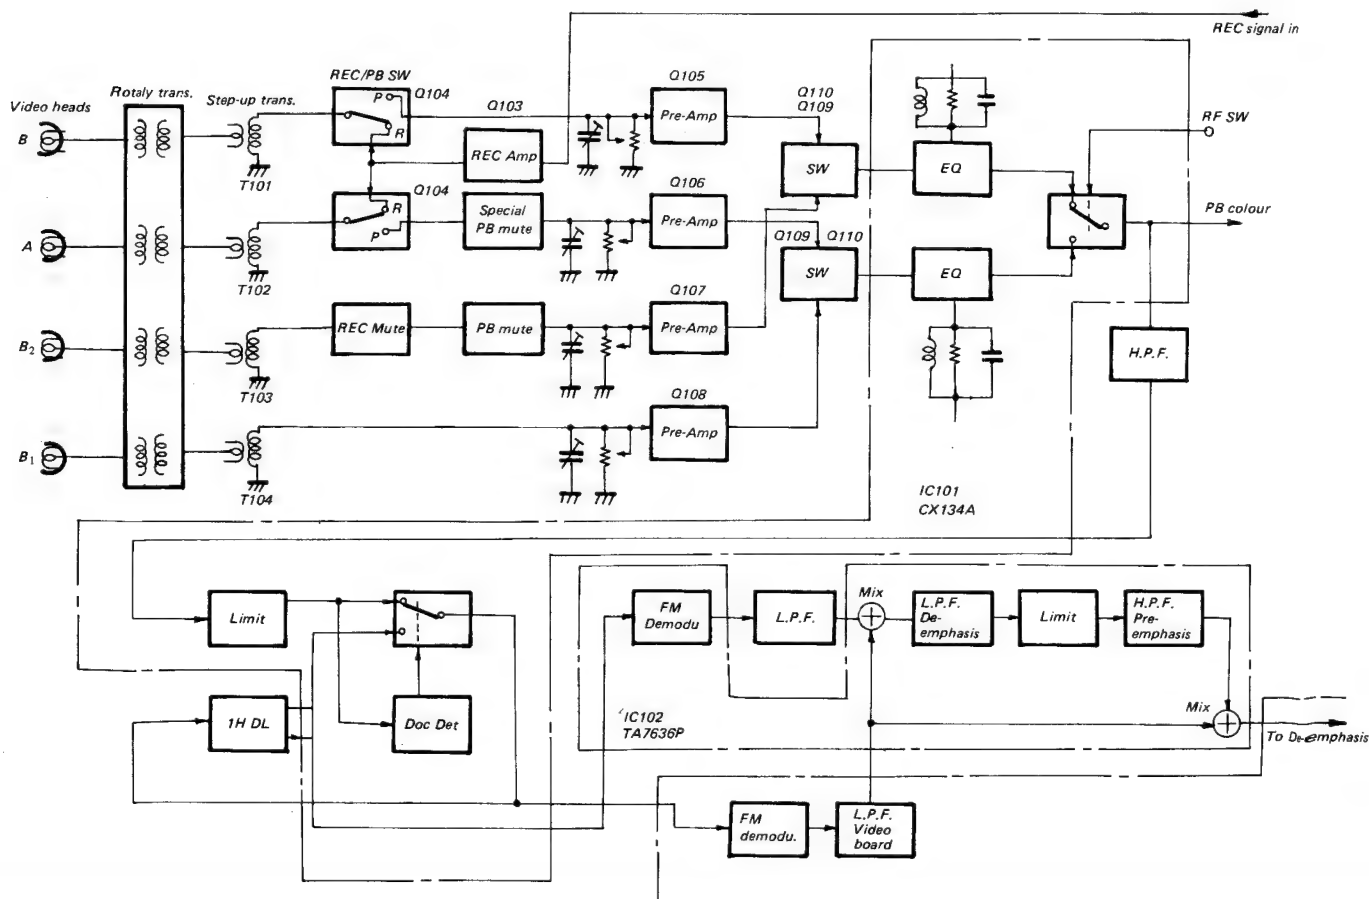 REC signal in
REC/PB SW
Q104
Q103
Q105
Q110
Q109
Rotaly trans.
Step-up trans.
Video heads
RF SW
P
R
B
Pre-Amp
REC Amp
SW
EQ
T101
Q104
Q106
R
P
Special
PB mute
Pre-Amp
PB colour
A
Q109
Q110
SW
EQ
T102
Q107
REC Mute
PB mute
Pre-Amp
B2
H.P.F.
T103
Q108
Pre-Amp
B1
T104
IC101
CX134A
Limit
FM
Demodu
L.P.F.
Mix
L.P.F.
De-
emphasis
Limit
H.P.F.
Pre-
emphasis
1H DL
Doc Det
IC102
TA7636P
Mix
To De-emphasis
FM
demodu.
L.P.F.
Video
board